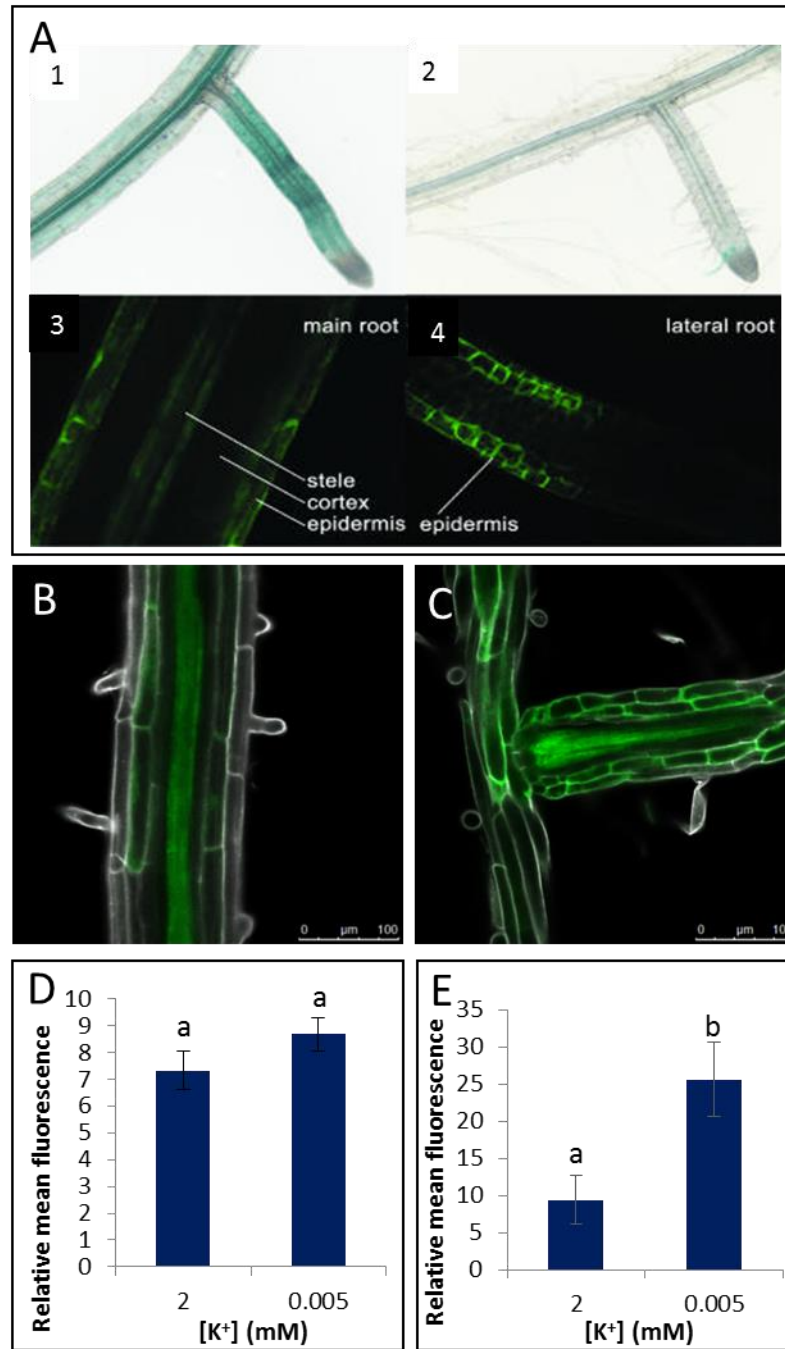 A
1
2
3
main root
stele
cortex
epidermis
4
lateral root
epidermis
B
0 µm 100
C
0 µm 10
D
Relative mean fluorescence
10
9
8
7
6
5
4
3
2
1
0
a
a
2
0.005
[K⁺] (mM)
E
Relative mean fluorescence
35
30
25
20
15
10
5
0
a
b
2
0.005
[K⁺] (mM)